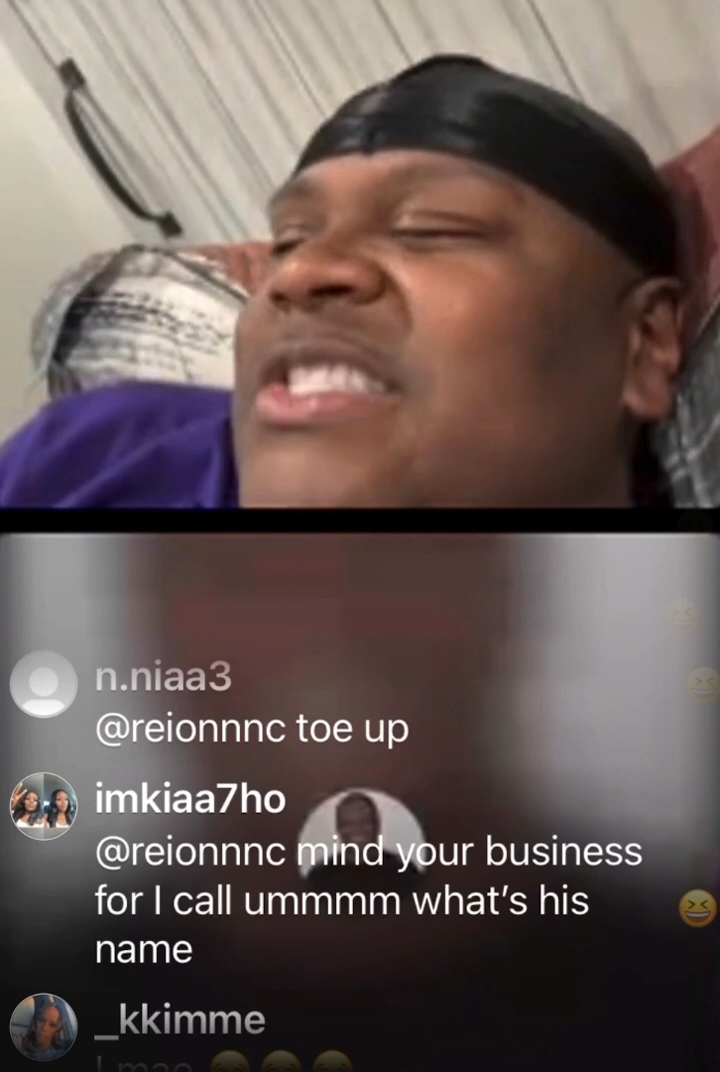 n.niaa3
@reionnnc toe up
imkiaa7ho
@reionnnc mind your business
for I call ummmm what's his
name
_kkimme